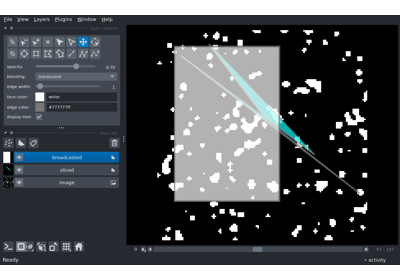 File View Layers Plugins Window Help
opacity: 0.70
blending: translucent
edge width: 1
face color: white
edge color: #777777ff
display text:
broadcasted
sliced
image
Ready
activity